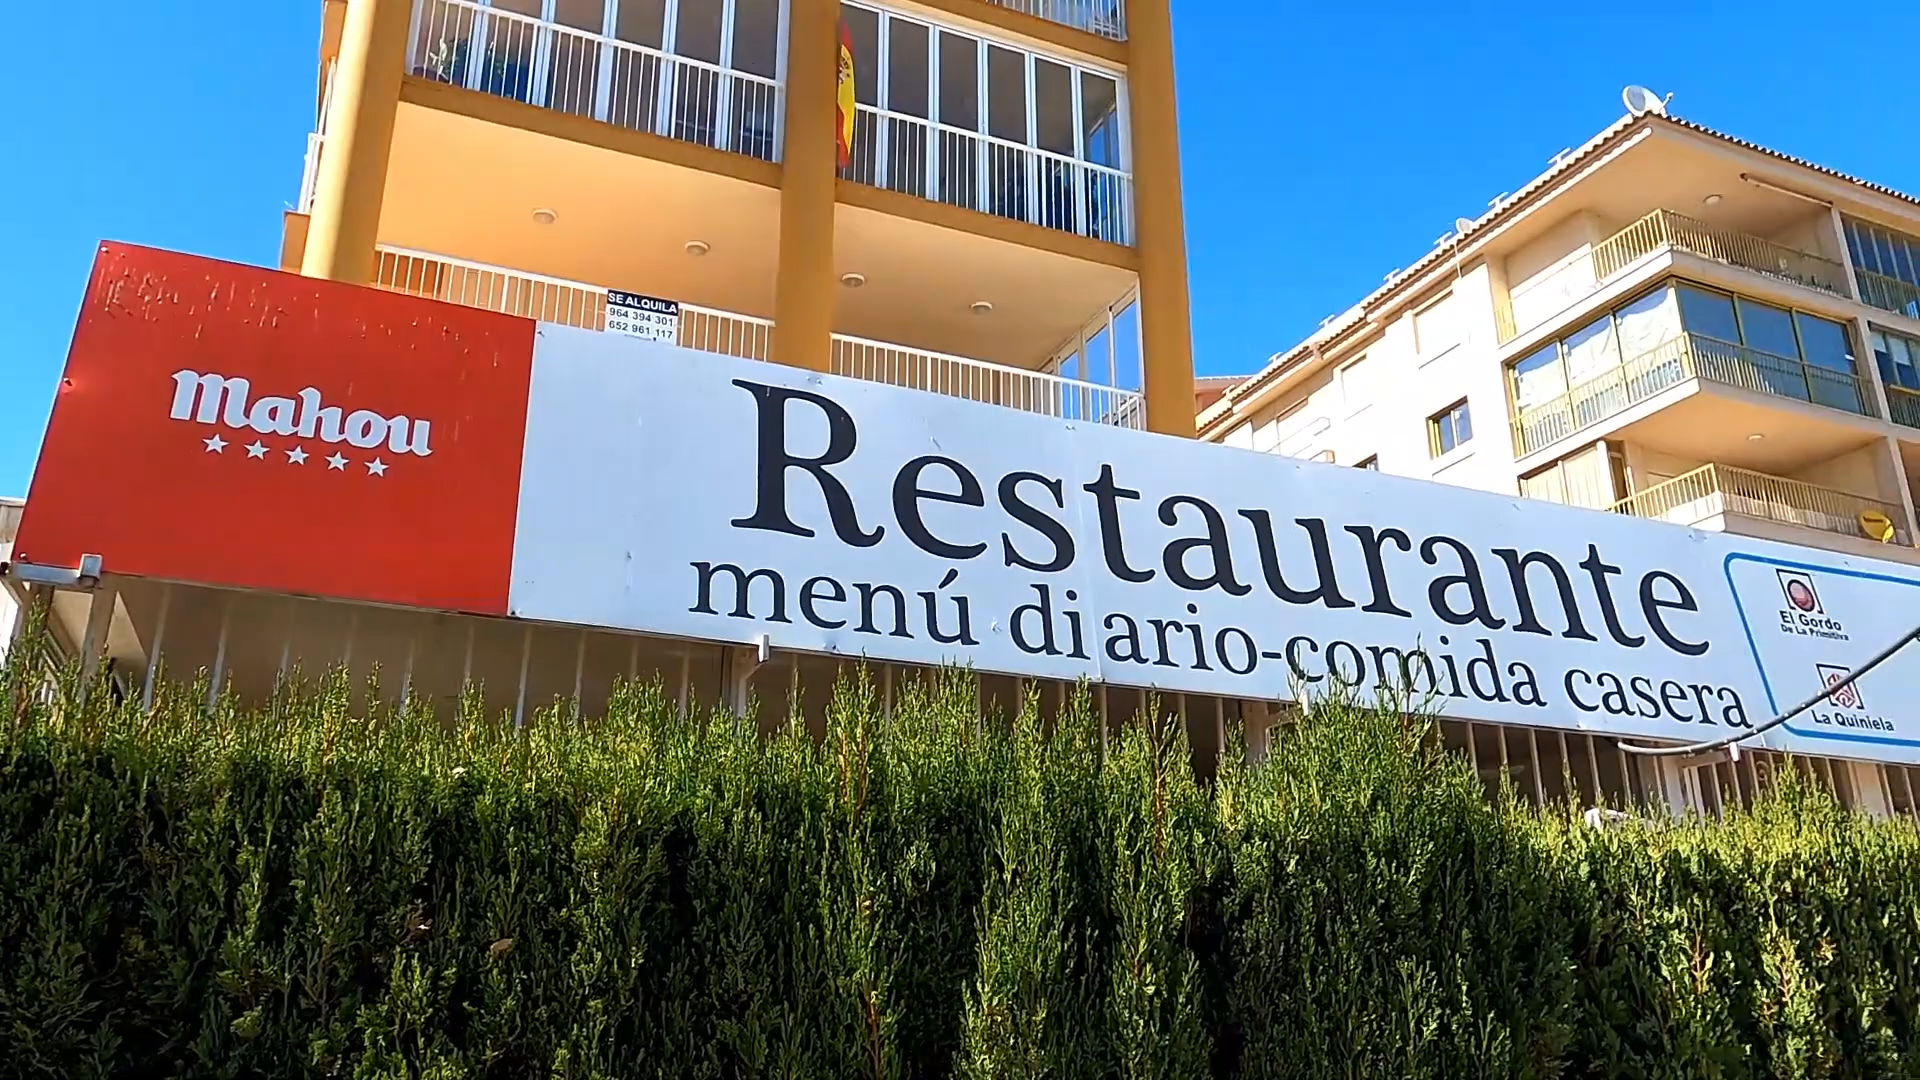 SE ALQUILA
964 394 301
652 961 117
mahou
Restaurante
menú diario-comida casera
El Gordo
De La Primitiva
La Quiniela